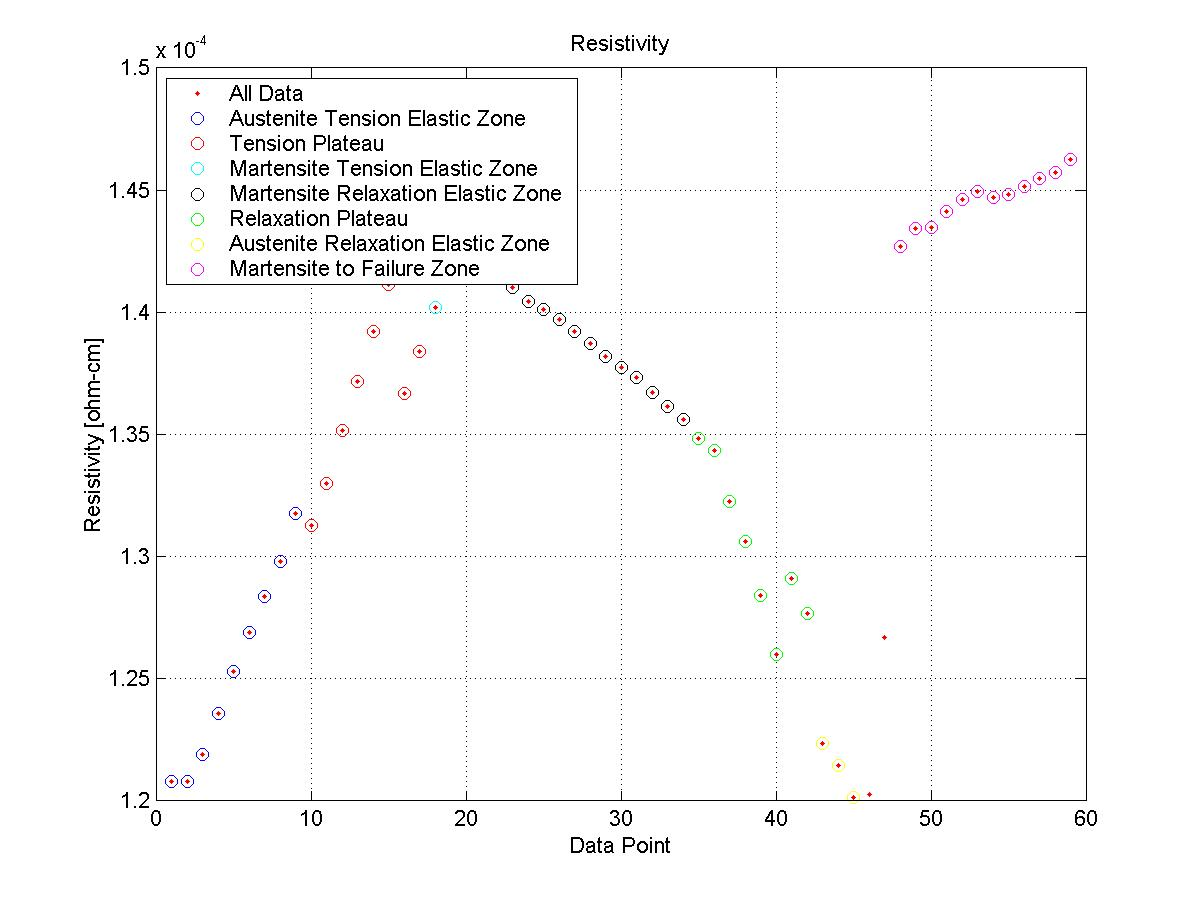 x 10-4
Resistivity
1.5
1.45
1.4
1.35
1.3
1.25
1.2
Resistivity [ohm-cm]
All Data
Austenite Tension Elastic Zone
Tension Plateau
Martensite Tension Elastic Zone
Martensite Relaxation Elastic Zone
Relaxation Plateau
Austenite Relaxation Elastic Zone
Martensite to Failure Zone
0 10 20 30 40 50 60
Data Point